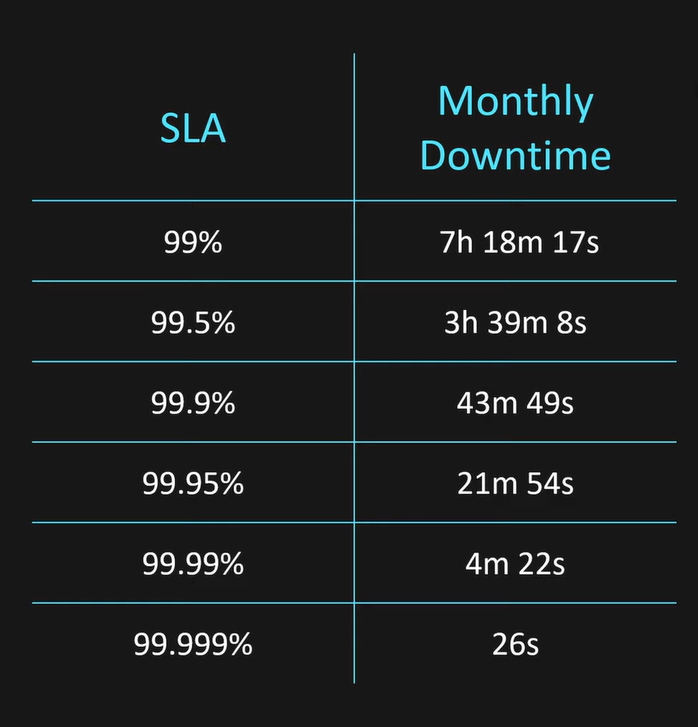 SLA
Monthly
Downtime
99% 7h 18m 17s
99.5% 3h 39m 8s
99.9% 43m 49s
99.95% 21m 54s
99.99% 4m 22s
99.999% 26s